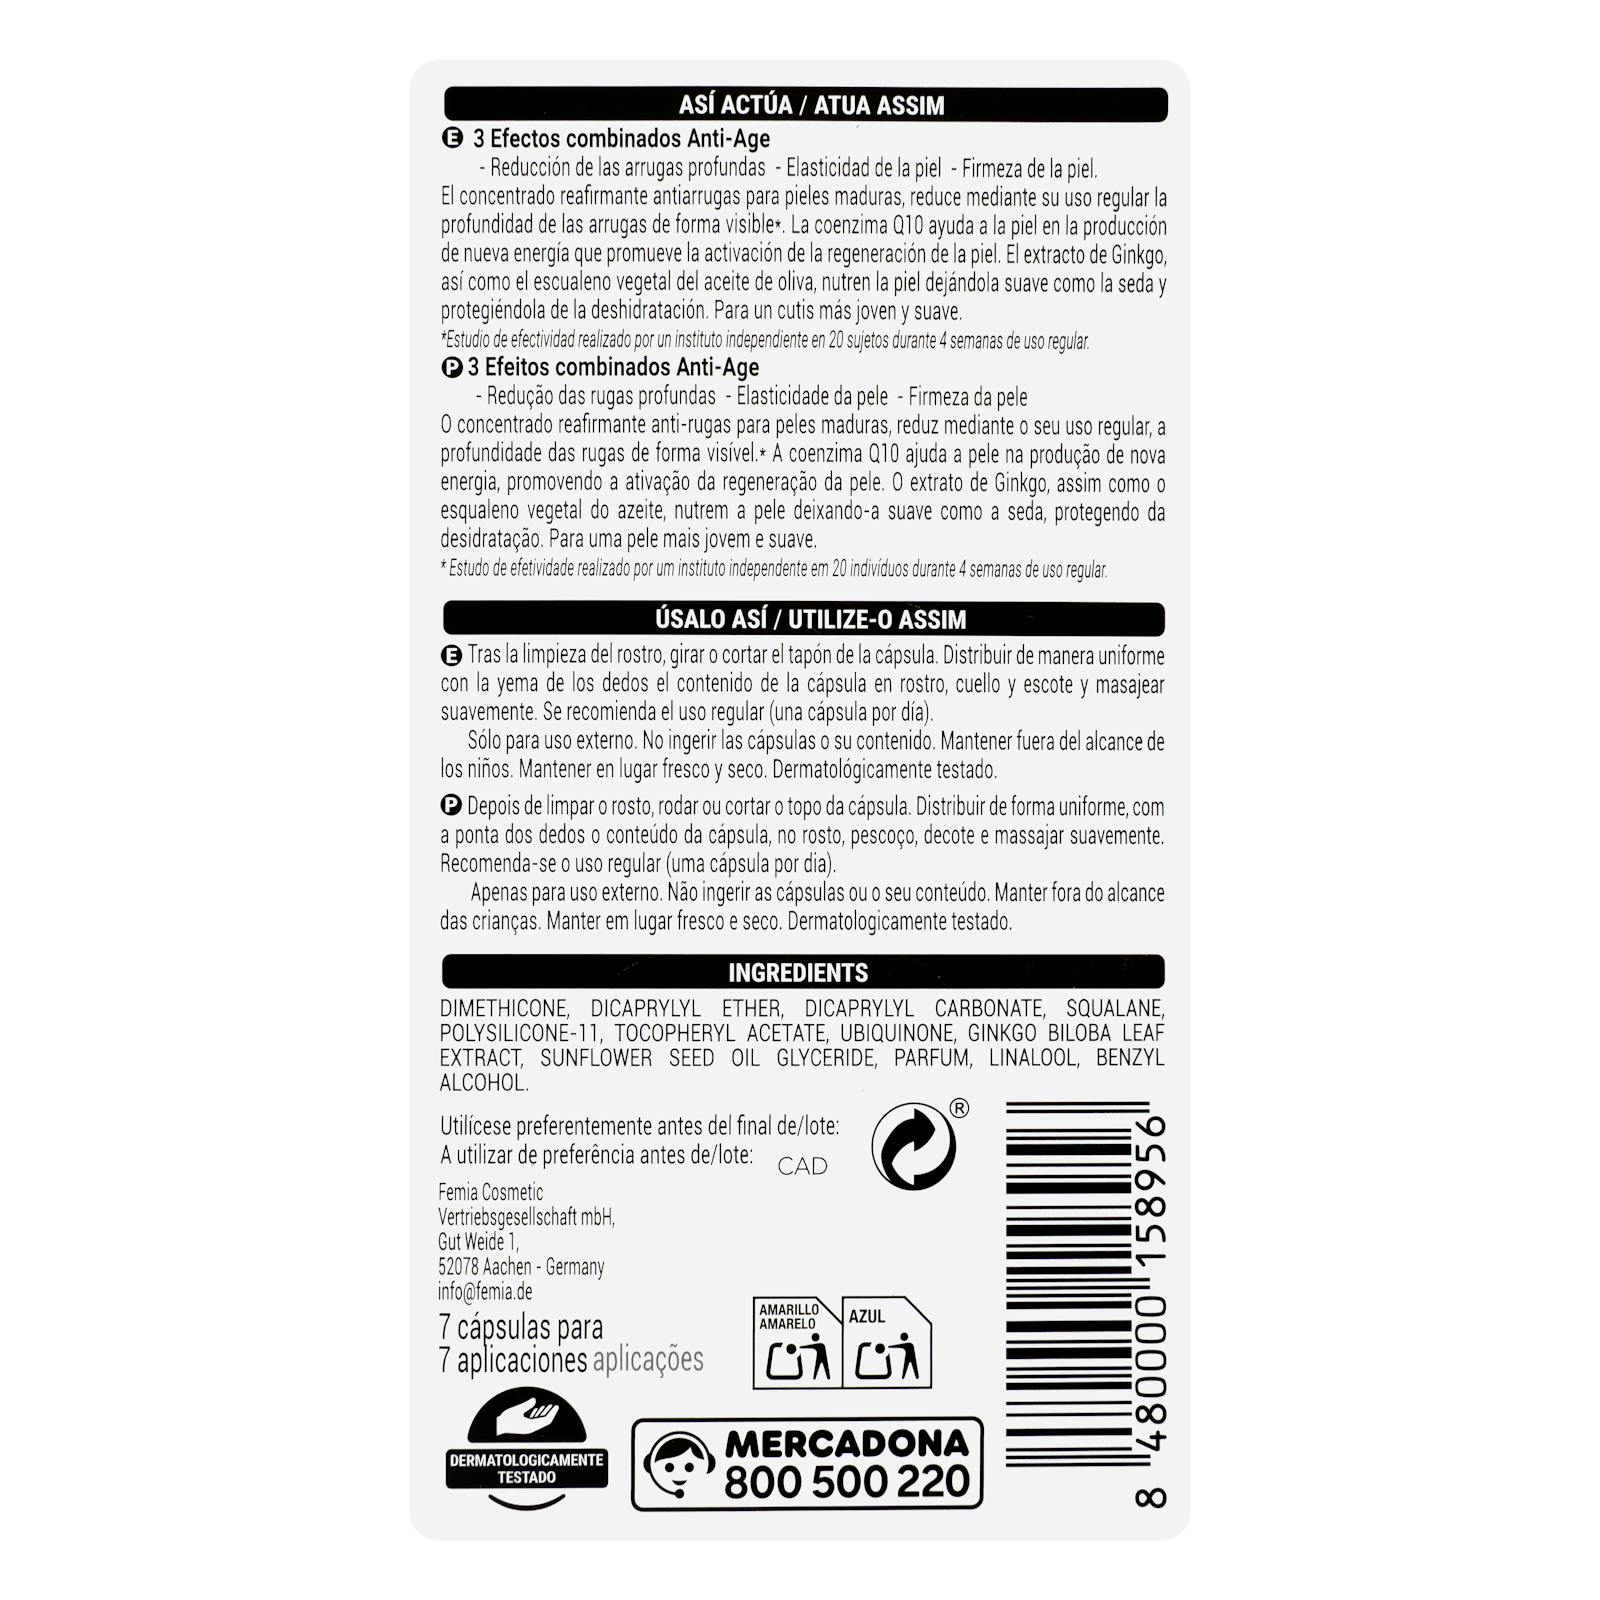 ASÍ ACTÚA / ATUA ASSIM
E 3 Efectos combinados Anti-Age
- Reducción de las arrugas profundas - Elasticidad de la piel - Firmeza de la piel.
El concentrado reafirmante antiarrugas para pieles maduras, reduce mediante su uso regular la
profundidad de las arrugas de forma visible*. La coenzima Q10 ayuda a la piel en la producción
de nueva energía que promueve la activación de la regeneración de la piel. El extracto de Ginkgo,
así como el escualeno vegetal del aceite de oliva, nutren la piel dejándola suave como la seda y
protegiéndola de la deshidratación. Para un cutis más joven y suave.
*Estudio de efectividad realizado por un instituto independiente en 20 sujetos durante 4 semanas de uso regular.
P 3 Efeitos combinados Anti-Age
- Redução das rugas profundas - Elasticidade da pele - Firmeza da pele
O concentrado reafirmante anti-rugas para peles maduras, reduz mediante o seu uso regular, a
profundidade das rugas de forma visível.* A coenzima Q10 ajuda a pele na produção de nova
energia, promovendo a ativação da regeneração da pele. O extrato de Ginkgo, assim como o
esqualeno vegetal do azeite, nutrem a pele deixando-a suave como a seda, protegendo da
desidratação. Para uma pele mais jovem e suave.
* Estudo de efetividade realizado por um instituto independente em 20 indivíduos durante 4 semanas de uso regular.
ÚSALO ASÍ / UTILIZE-O ASSIM
E Tras la limpieza del rostro, girar o cortar el tapón de la cápsula. Distribuir de manera uniforme
con la yema de los dedos el contenido de la cápsula en rostro, cuello y escote y masajear
suavemente. Se recomienda el uso regular (una cápsula por día).
Sólo para uso externo. No ingerir las cápsulas o su contenido. Mantener fuera del alcance de
los niños. Mantener en lugar fresco y seco. Dermatológicamente testado.
P Depois de limpar o rosto, rodar ou cortar o topo da cápsula. Distribuir de forma uniforme, com
a ponta dos dedos o conteúdo da cápsula, no rosto, pescoço, decote e massajar suavemente.
Recomenda-se o uso regular (uma cápsula por dia).
Apenas para uso externo. Não ingerir as cápsulas ou o seu conteúdo. Manter fora do alcance
das crianças. Manter em lugar fresco e seco. Dermatologicamente testado.
INGREDIENTS
DIMETHICONE, DICAPRYLYL ETHER, DICAPRYLYL CARBONATE, SQUALANE,
POLYSILICONE-11, TOCOPHERYL ACETATE, UBIQUINONE, GINKGO BILOBA LEAF
EXTRACT, SUNFLOWER SEED OIL GLYCERIDE, PARFUM, LINALOOL, BENZYL
ALCOHOL.
Utilícese preferentemente antes del final de/lote:
A utilizar de preferência antes de/lote:
CAD
®
Femia Cosmetic
Vertriebsgesellschaft mbH,
Gut Weide 1,
52078 Aachen - Germany
info@femia.de
7 cápsulas para
7 aplicaciones aplicações
AMARILLO
AMARELO
AZUL
DERMATOLOGICAMENTE
TESTADO
MERCADONA
800 500 220
8 480000 158956